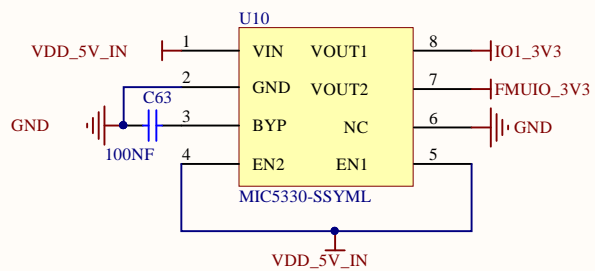 U10
VDD_5V_IN 1 VIN VOUT1 8 IO1_3V3
2 GND VOUT2 7 FMUIO_3V3
C63
GND 3 BYP NC 6 GND
100NF 4 EN2 EN1 5
MIC5330-SSYML
VDD_5V_IN